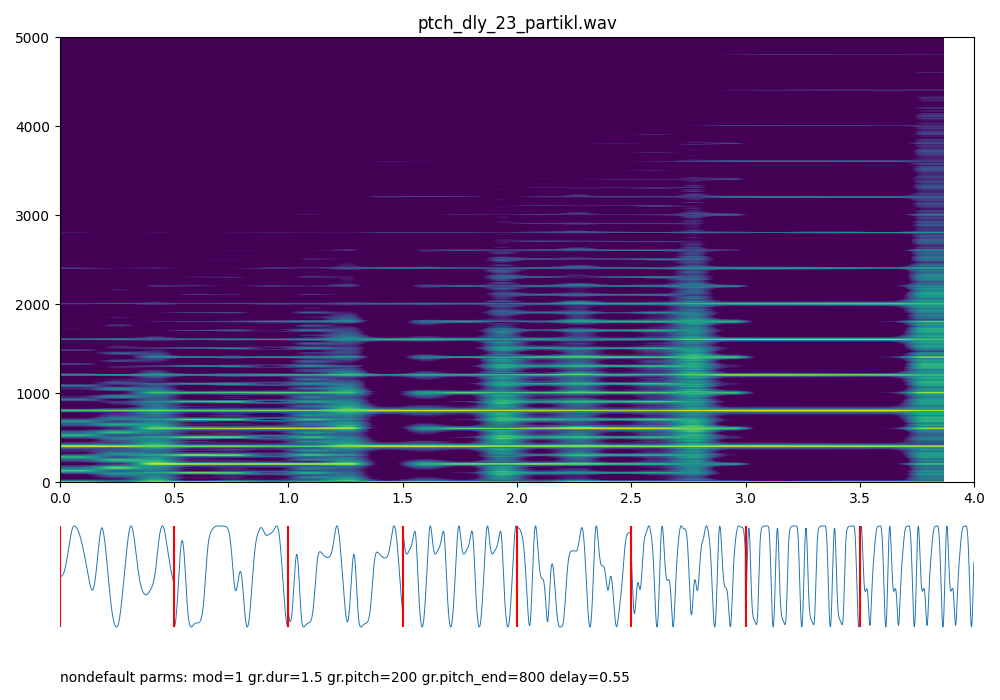 ptch_dly_23_partikl.wav
5000
4000
3000
2000
1000
0
0.0 0.5 1.0 1.5 2.0 2.5 3.0 3.5 4.0
nondefault parms: mod=1 gr.dur=1.5 gr.pitch=200 gr.pitch_end=800 delay=0.55